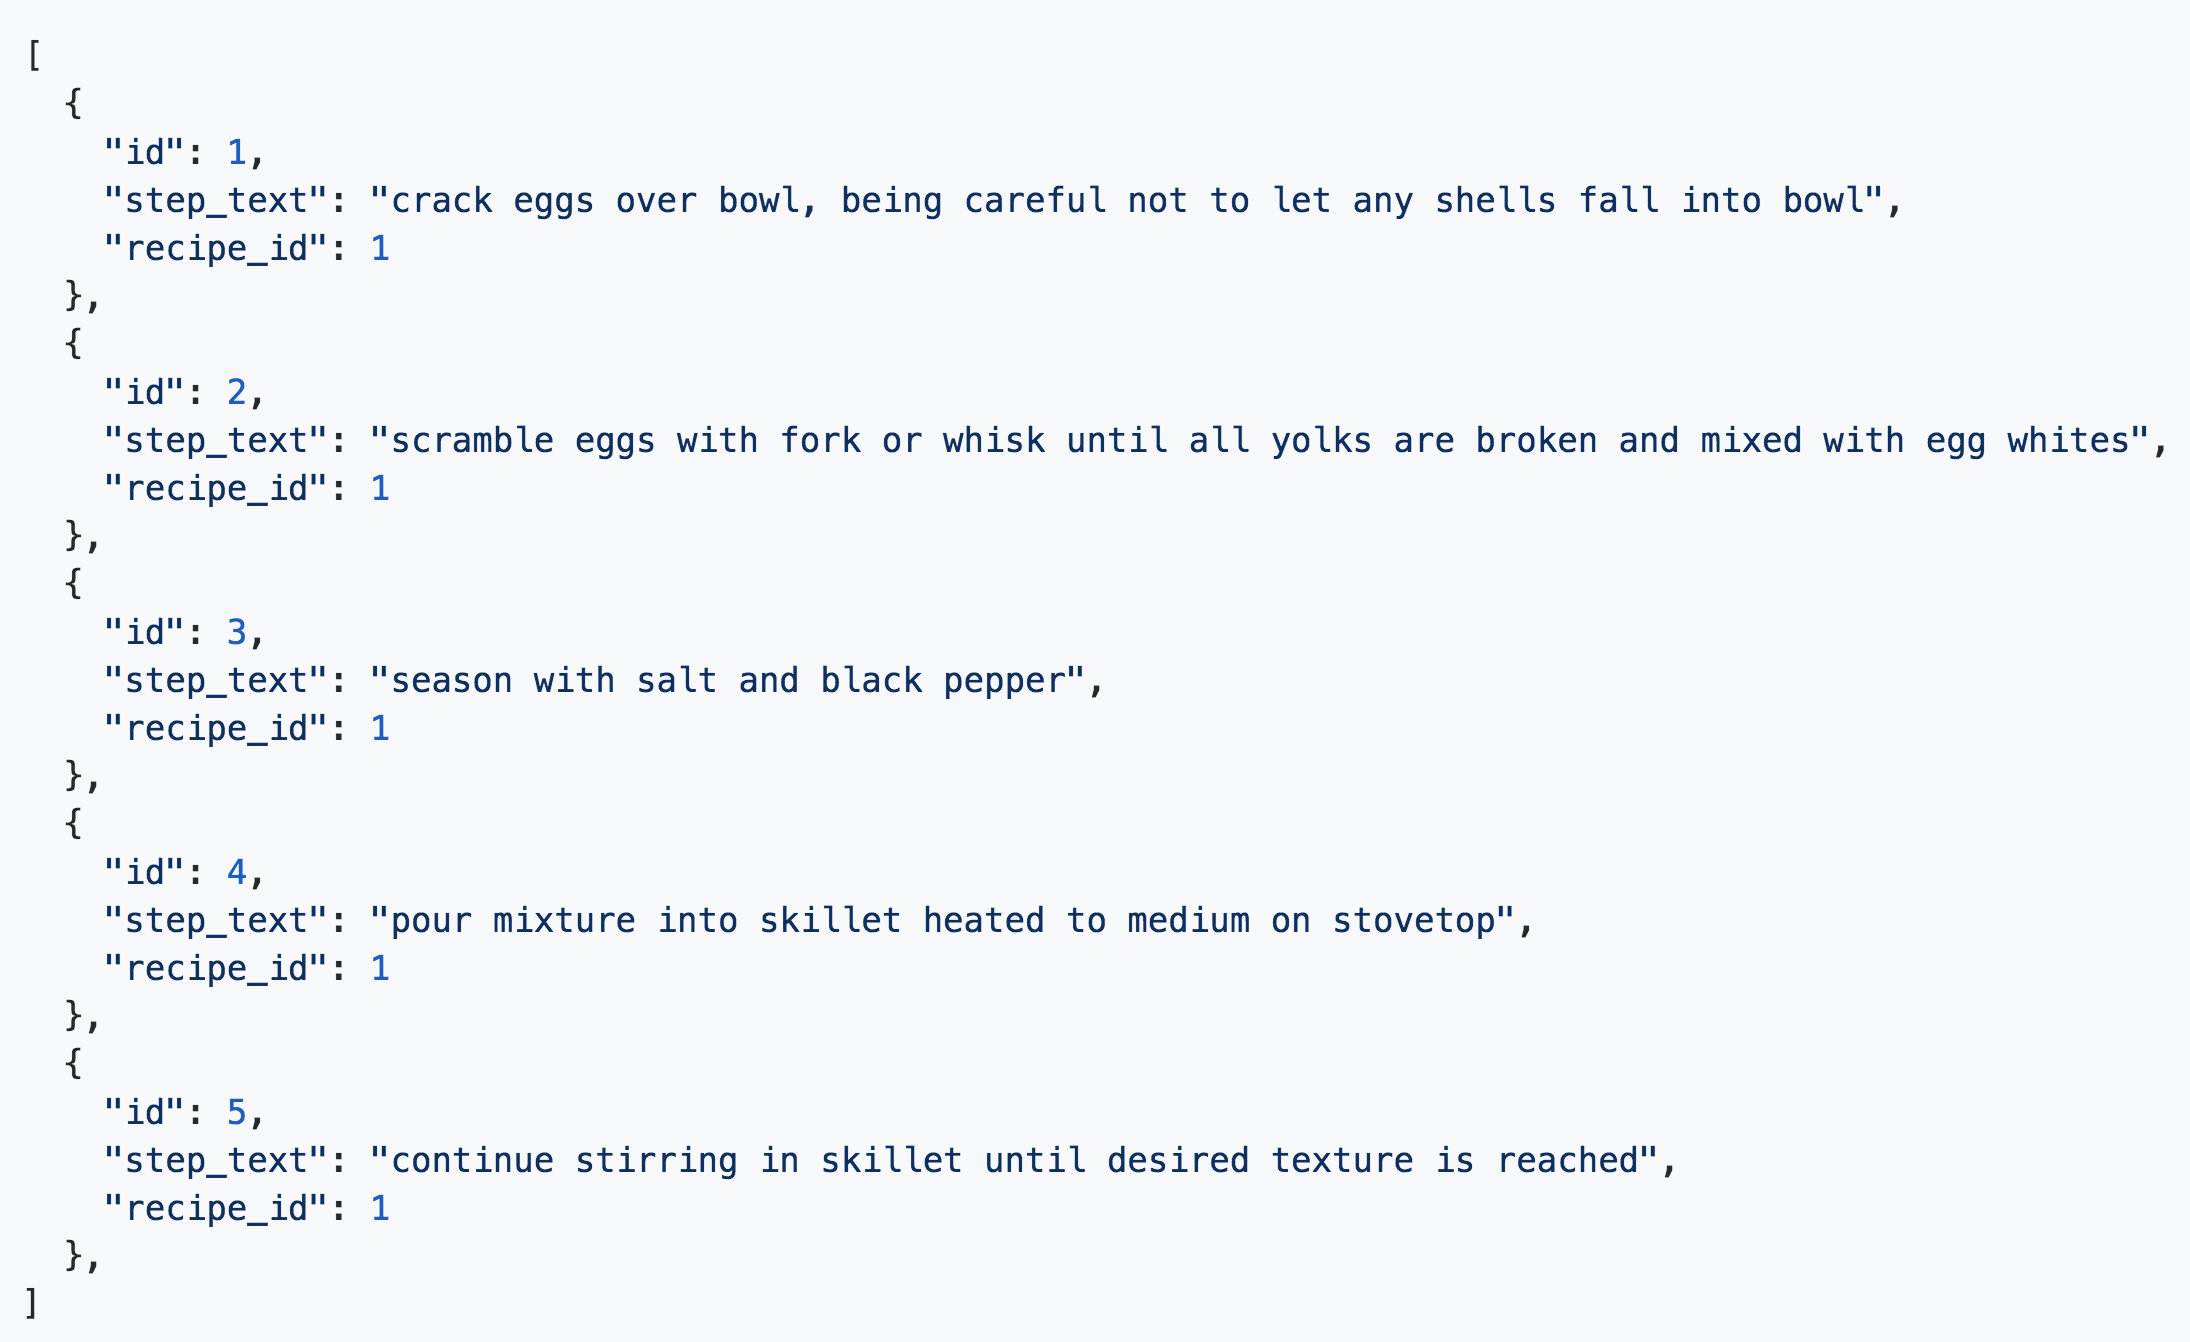 [
  {
    "id": 1,
    "step_text": "crack eggs over bowl, being careful not to let any shells fall into bowl",
    "recipe_id": 1
  },
  {
    "id": 2,
    "step_text": "scramble eggs with fork or whisk until all yolks are broken and mixed with egg whites",
    "recipe_id": 1
  },
  {
    "id": 3,
    "step_text": "season with salt and black pepper",
    "recipe_id": 1
  },
  {
    "id": 4,
    "step_text": "pour mixture into skillet heated to medium on stovetop",
    "recipe_id": 1
  },
  {
    "id": 5,
    "step_text": "continue stirring in skillet until desired texture is reached",
    "recipe_id": 1
  },
]